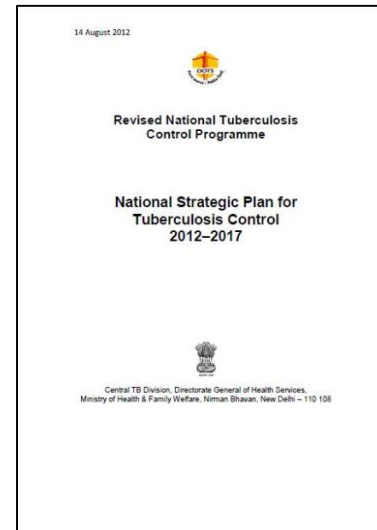 14 August 2012
DOTS
Revised National Tuberculosis
Control Programme
National Strategic Plan for
Tuberculosis Control
2012–2017
Central TB Division, Directorate General of Health Services,
Ministry of Health & Family Welfare, Nirman Bhavan, New Delhi – 110 108